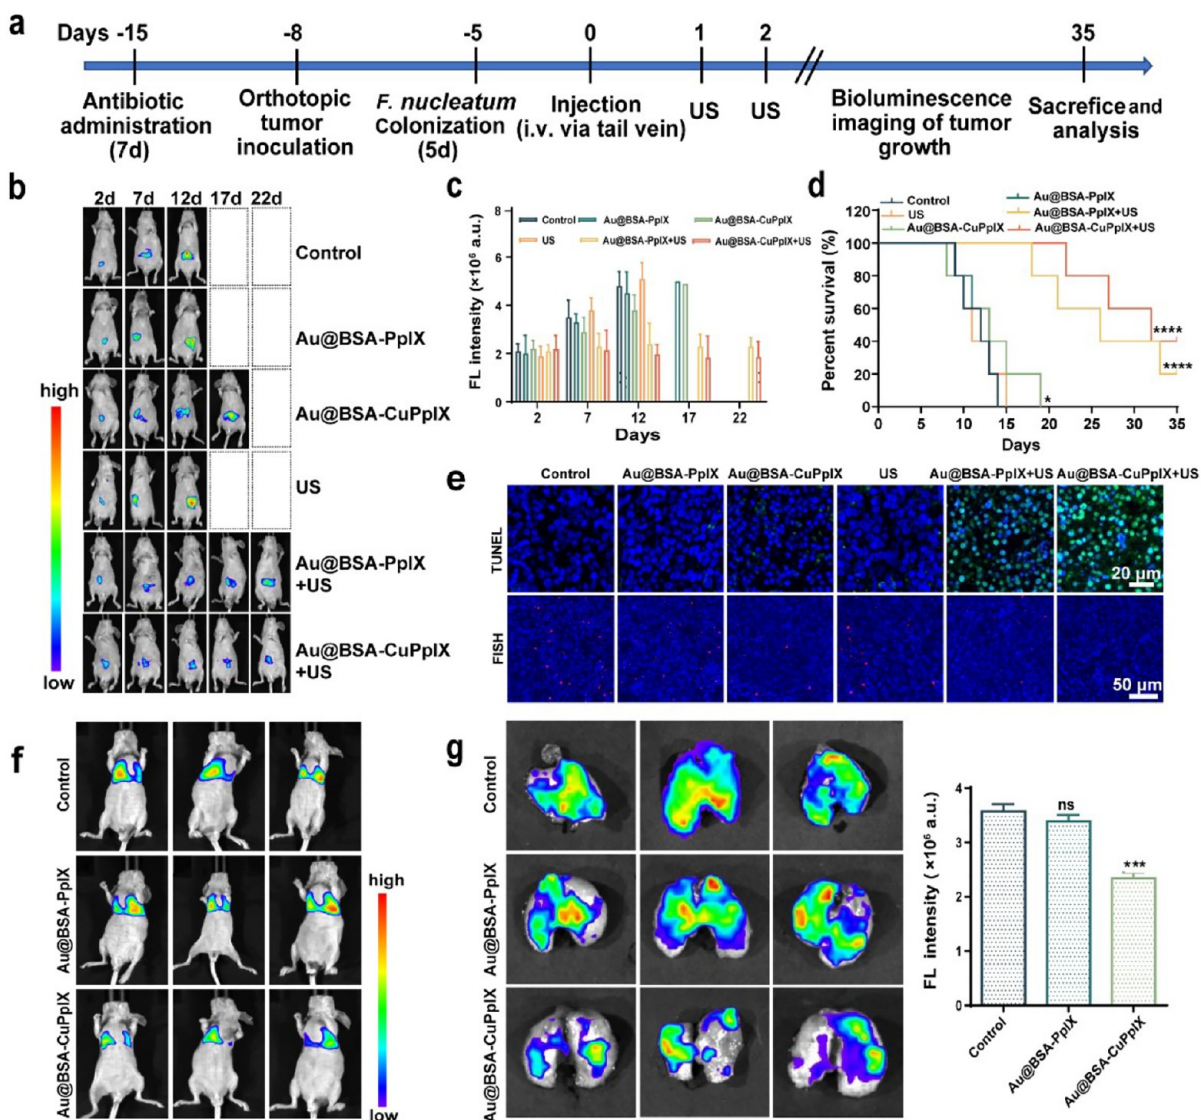 a
Days -15 -8 -5 0 1 2 35
Antibiotic
administration
(7d)
Orthotopic
tumor
inoculation
F. nucleatum
Colonization
(5d)
Injection
(i.v. via tail vein)
US
US
Bioluminescence
imaging of tumor
growth
Sacrefice and
analysis
b
2d 7d 12d 17d 22d
Control
Au@BSA-PpIX
Au@BSA-CuPpIX
US
Au@BSA-PpIX
+US
Au@BSA-CuPpIX
+US
high
low
c
Control Au@BSA-PpIX Au@BSA-CuPpIX
US Au@BSA-PpIX+US Au@BSA-CuPpIX+US
FL intensity (×10⁶ a.u.)
8
6
4
2
0
2 7 12 17 22
Days
d
Control Au@BSA-PpIX
US Au@BSA-PpIX+US
Au@BSA-CuPpIX Au@BSA-CuPpIX+US
Percent survival (%)
120
100
80
60
40
20
0
****
****
*
0 5 10 15 20 25 30 35
Days
e
Control Au@BSA-PpIX Au@BSA-CuPpIX US Au@BSA-PpIX+US Au@BSA-CuPpIX+US
TUNEL
20 µm
FISH
50 µm
f
Control
Au@BSA-PpIX
Au@BSA-CuPpIX
high
low
g
Control
Au@BSA-PpIX
Au@BSA-CuPpIX
FL intensity (×10⁶ a.u.)
4
3
2
1
0
ns
***
Control
Au@BSA-PpIX
Au@BSA-CuPpIX